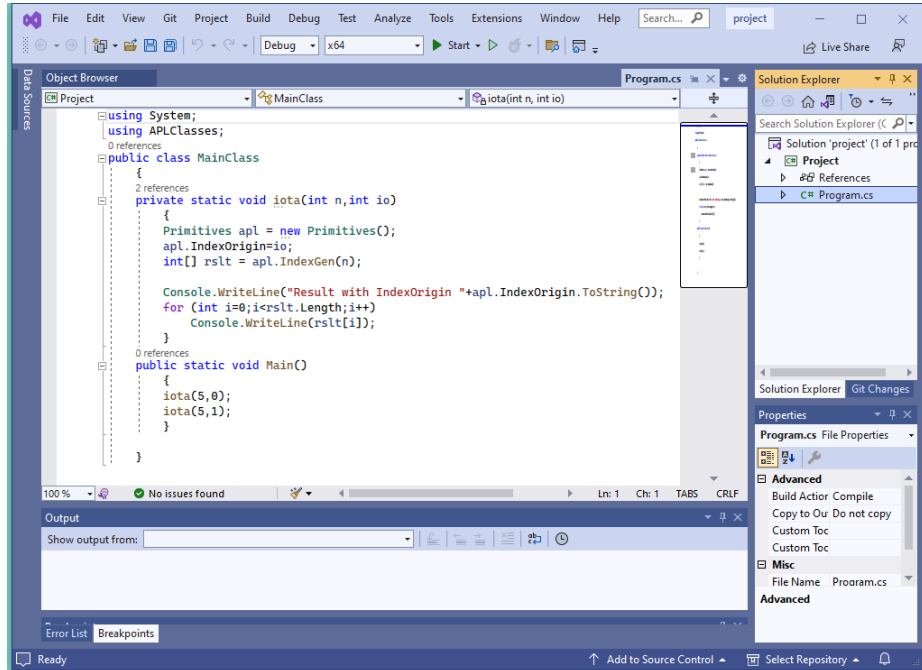 File Edit View Git Project Build Debug Test Analyze Tools Extensions Window Help Search... project
Debug x64 Start Live Share
Data Sources
Object Browser Program.cs
Project MainClass iota(int n, int io)
using System;
using APLClasses;
0 references
public class MainClass
{
2 references
private static void iota(int n,int io)
{
Primitives apl = new Primitives();
apl.IndexOrigin=io;
int[] rslt = apl.IndexGen(n);
Console.WriteLine("Result with IndexOrigin "+apl.IndexOrigin.ToString());
for (int i=0;i<rslt.Length;i++)
Console.WriteLine(rslt[i]);
}
0 references
public static void Main()
{
iota(5,0);
iota(5,1);
}
}
100 % No issues found Ln: 1 Ch: 1 TABS CRLF
Output
Show output from:
Error List Breakpoints
Solution Explorer
Search Solution Explorer (C
Solution 'project' (1 of 1 pro
C# Project
References
C# Program.cs
Solution Explorer Git Changes
Properties
Program.cs File Properties
Advanced
Build Action Compile
Copy to Ou Do not copy
Custom Toc
Custom Toc
Misc
File Name Program.cs
Advanced
Ready Add to Source Control Select Repository